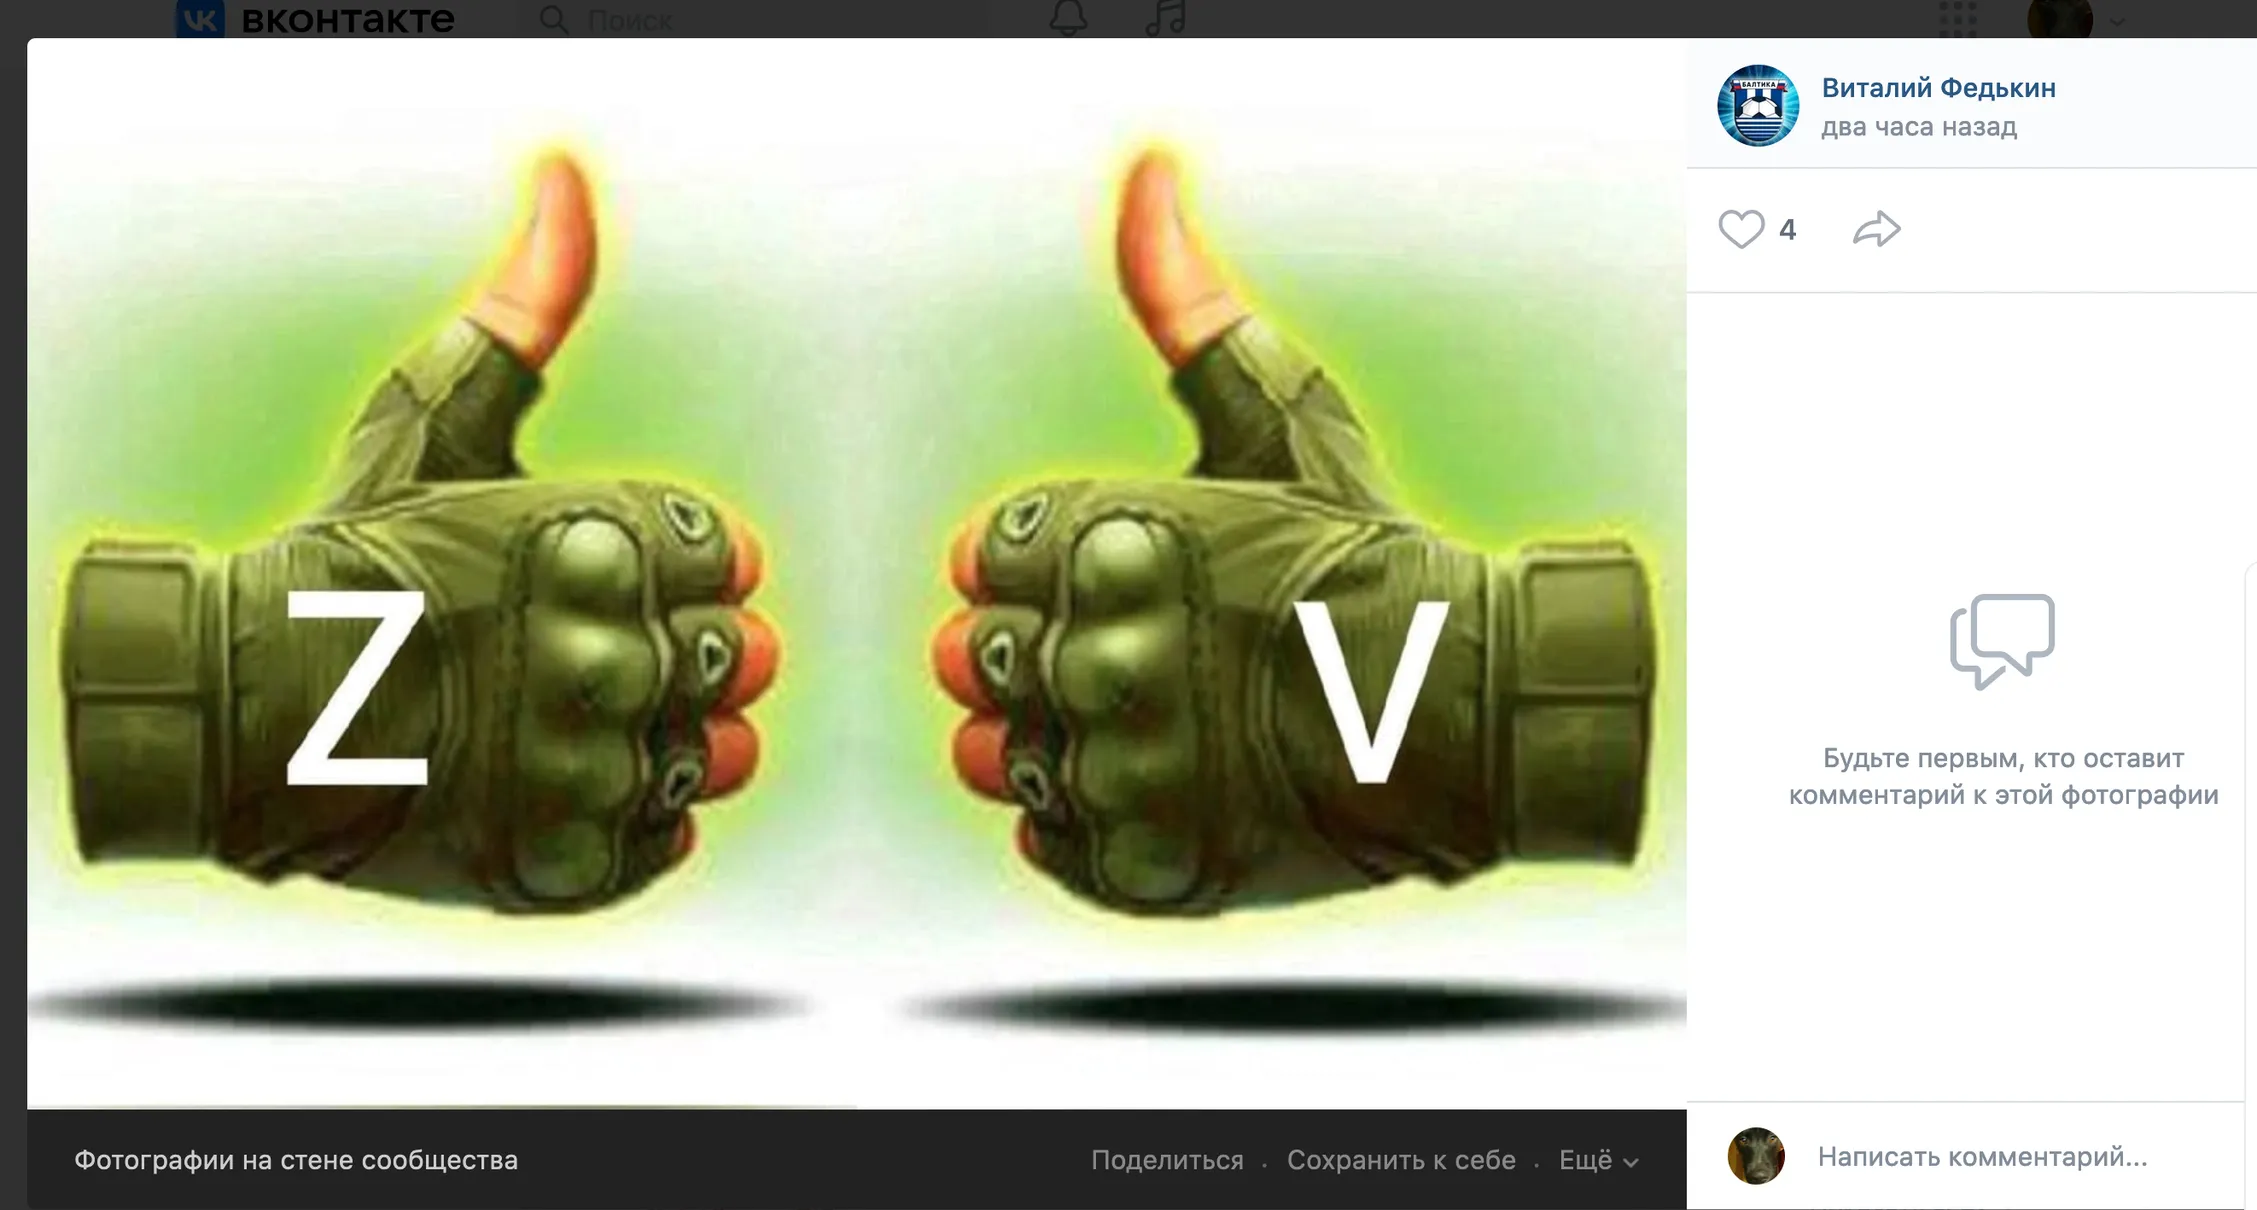 вконтакте
Поиск
Виталий Федькин
два часа назад
4
БАЛТИКА
Z
V
Будьте первым, кто оставит
комментарий к этой фотографии
Фотографии на стене сообщества
Поделиться · Сохранить к себе · Ещё
Написать комментарий...